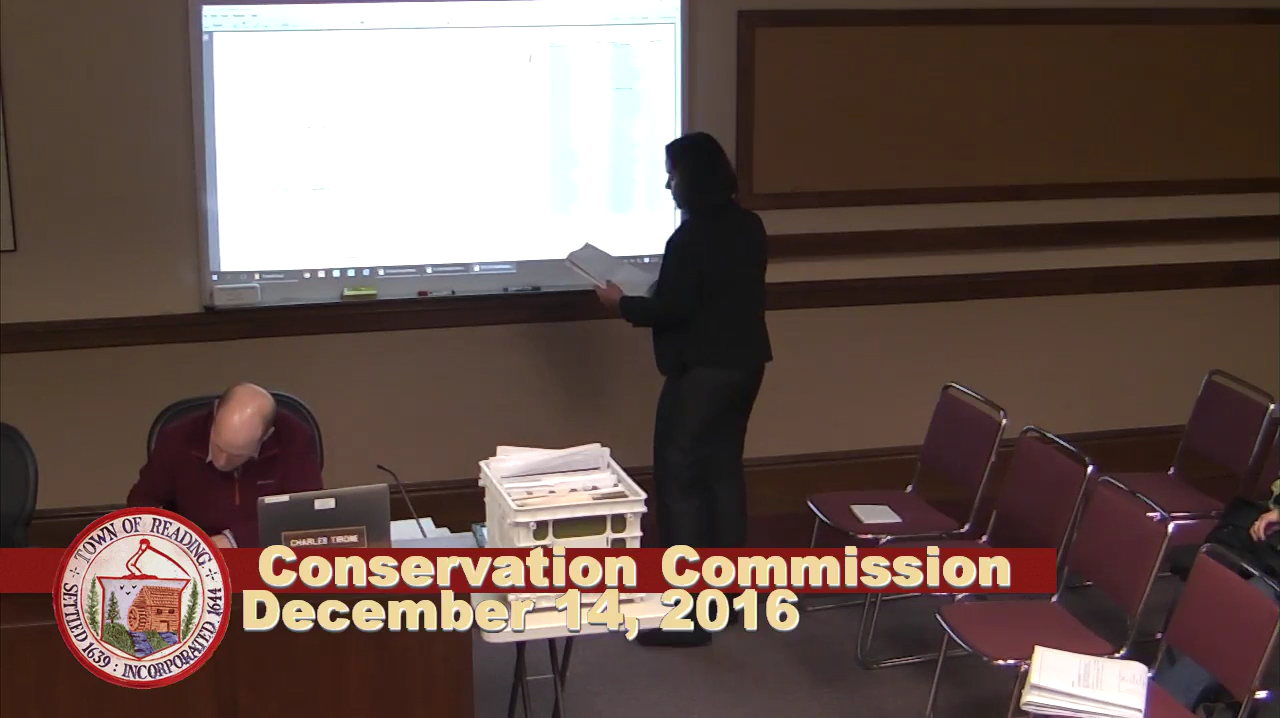 CHARLES TIRONE
TOWN OF READING
SETTLED 1639 : INCORPORATED 1644
Conservation Commission
December 14, 2016